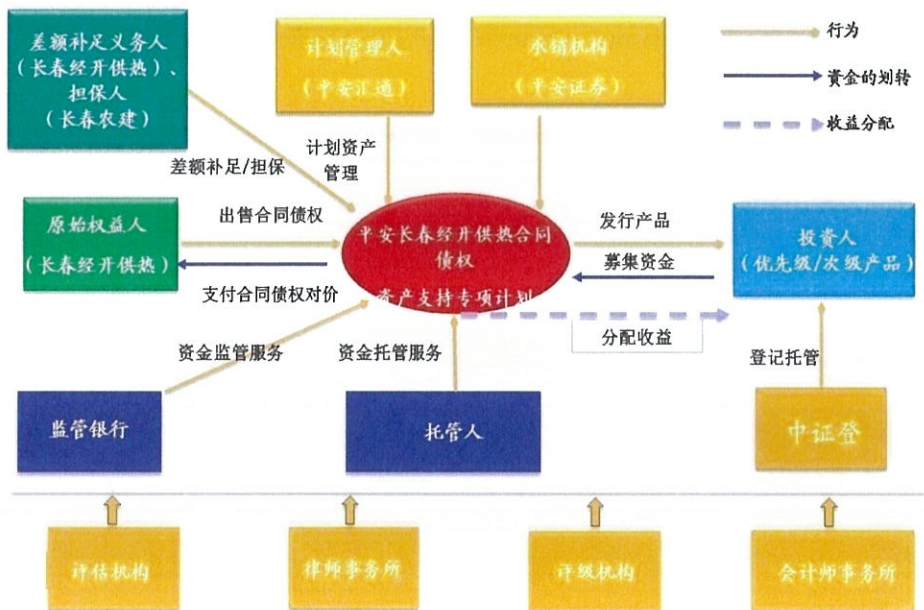 差额补足义务人
（长春经开供热）、
担保人
（长春农建）
计划管理人
（平安汇通）
承销机构
（平安证券）
行为
资金的划转
收益分配
差额补足/担保
计划资产
管理
原始权益人
（长春经开供热）
出售合同债权
支付合同债权对价
平安长春经开供热合同
债权
资产支持专项计划
发行产品
募集资金
投资人
（优先级/次级产品）
分配收益
资金监管服务
资金托管服务
登记托管
监管银行
托管人
中证登
评估机构
律师事务所
评级机构
会计师事务所